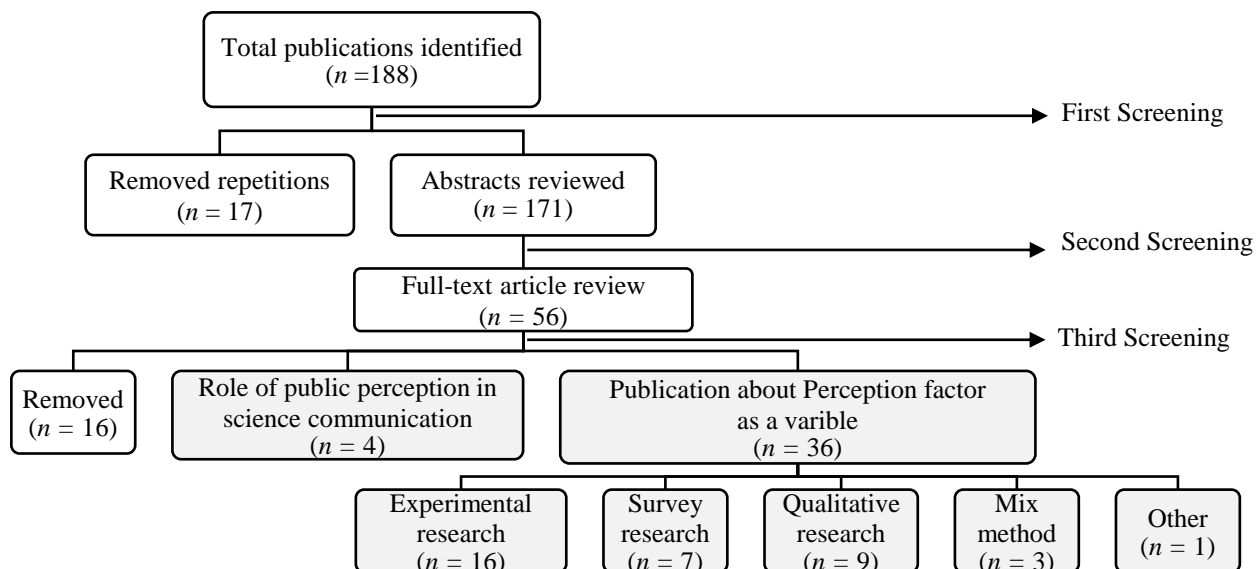 Total publications identified
(n =188)
First Screening
Removed repetitions
(n = 17)
Abstracts reviewed
(n = 171)
Second Screening
Full-text article review
(n = 56)
Third Screening
Removed
(n = 16)
Role of public perception in
science communication
(n = 4)
Publication about Perception factor
as a varible
(n = 36)
Experimental
research
(n = 16)
Survey
research
(n = 7)
Qualitative
research
(n = 9)
Mix
method
(n = 3)
Other
(n = 1)